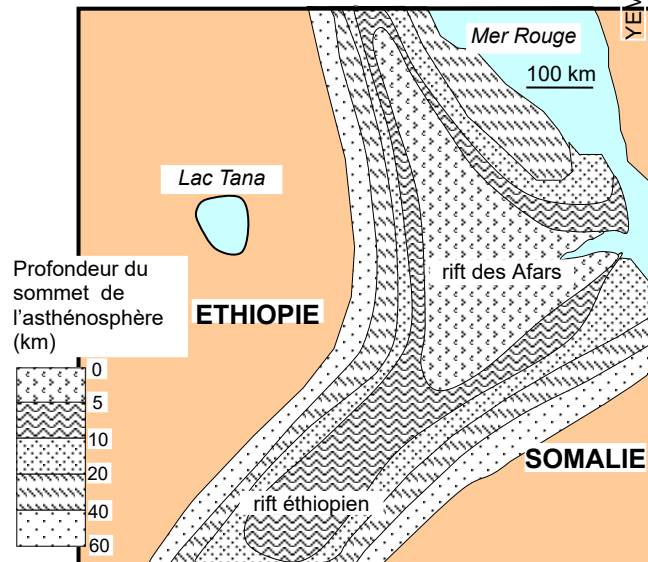 YEM
Mer Rouge
100 km
Lac Tana
rift des Afars
Profondeur du
sommet de
l'asthénosphère
(km)
ETHIOPIE
0
5
10
20
40
60
SOMALIE
rift éthiopien